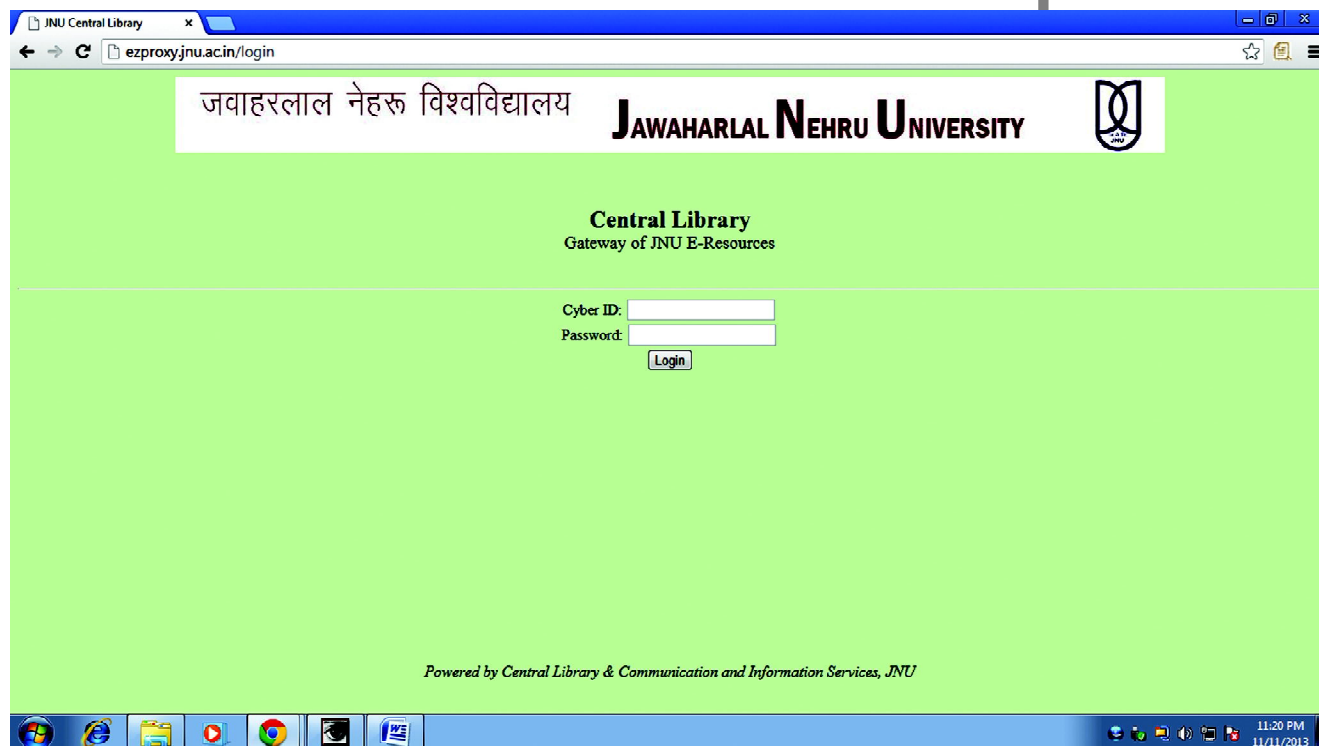 JNU Central Library
ezproxy.jnu.ac.in/login
जवाहरलाल नेहरू विश्वविद्यालय
JAWAHARLAL NEHRU UNIVERSITY
JNU
Central Library
Gateway of JNU E-Resources
Cyber ID:
Password:
Login
Powered by Central Library & Communication and Information Services, JNU
11:20 PM
11/11/2013